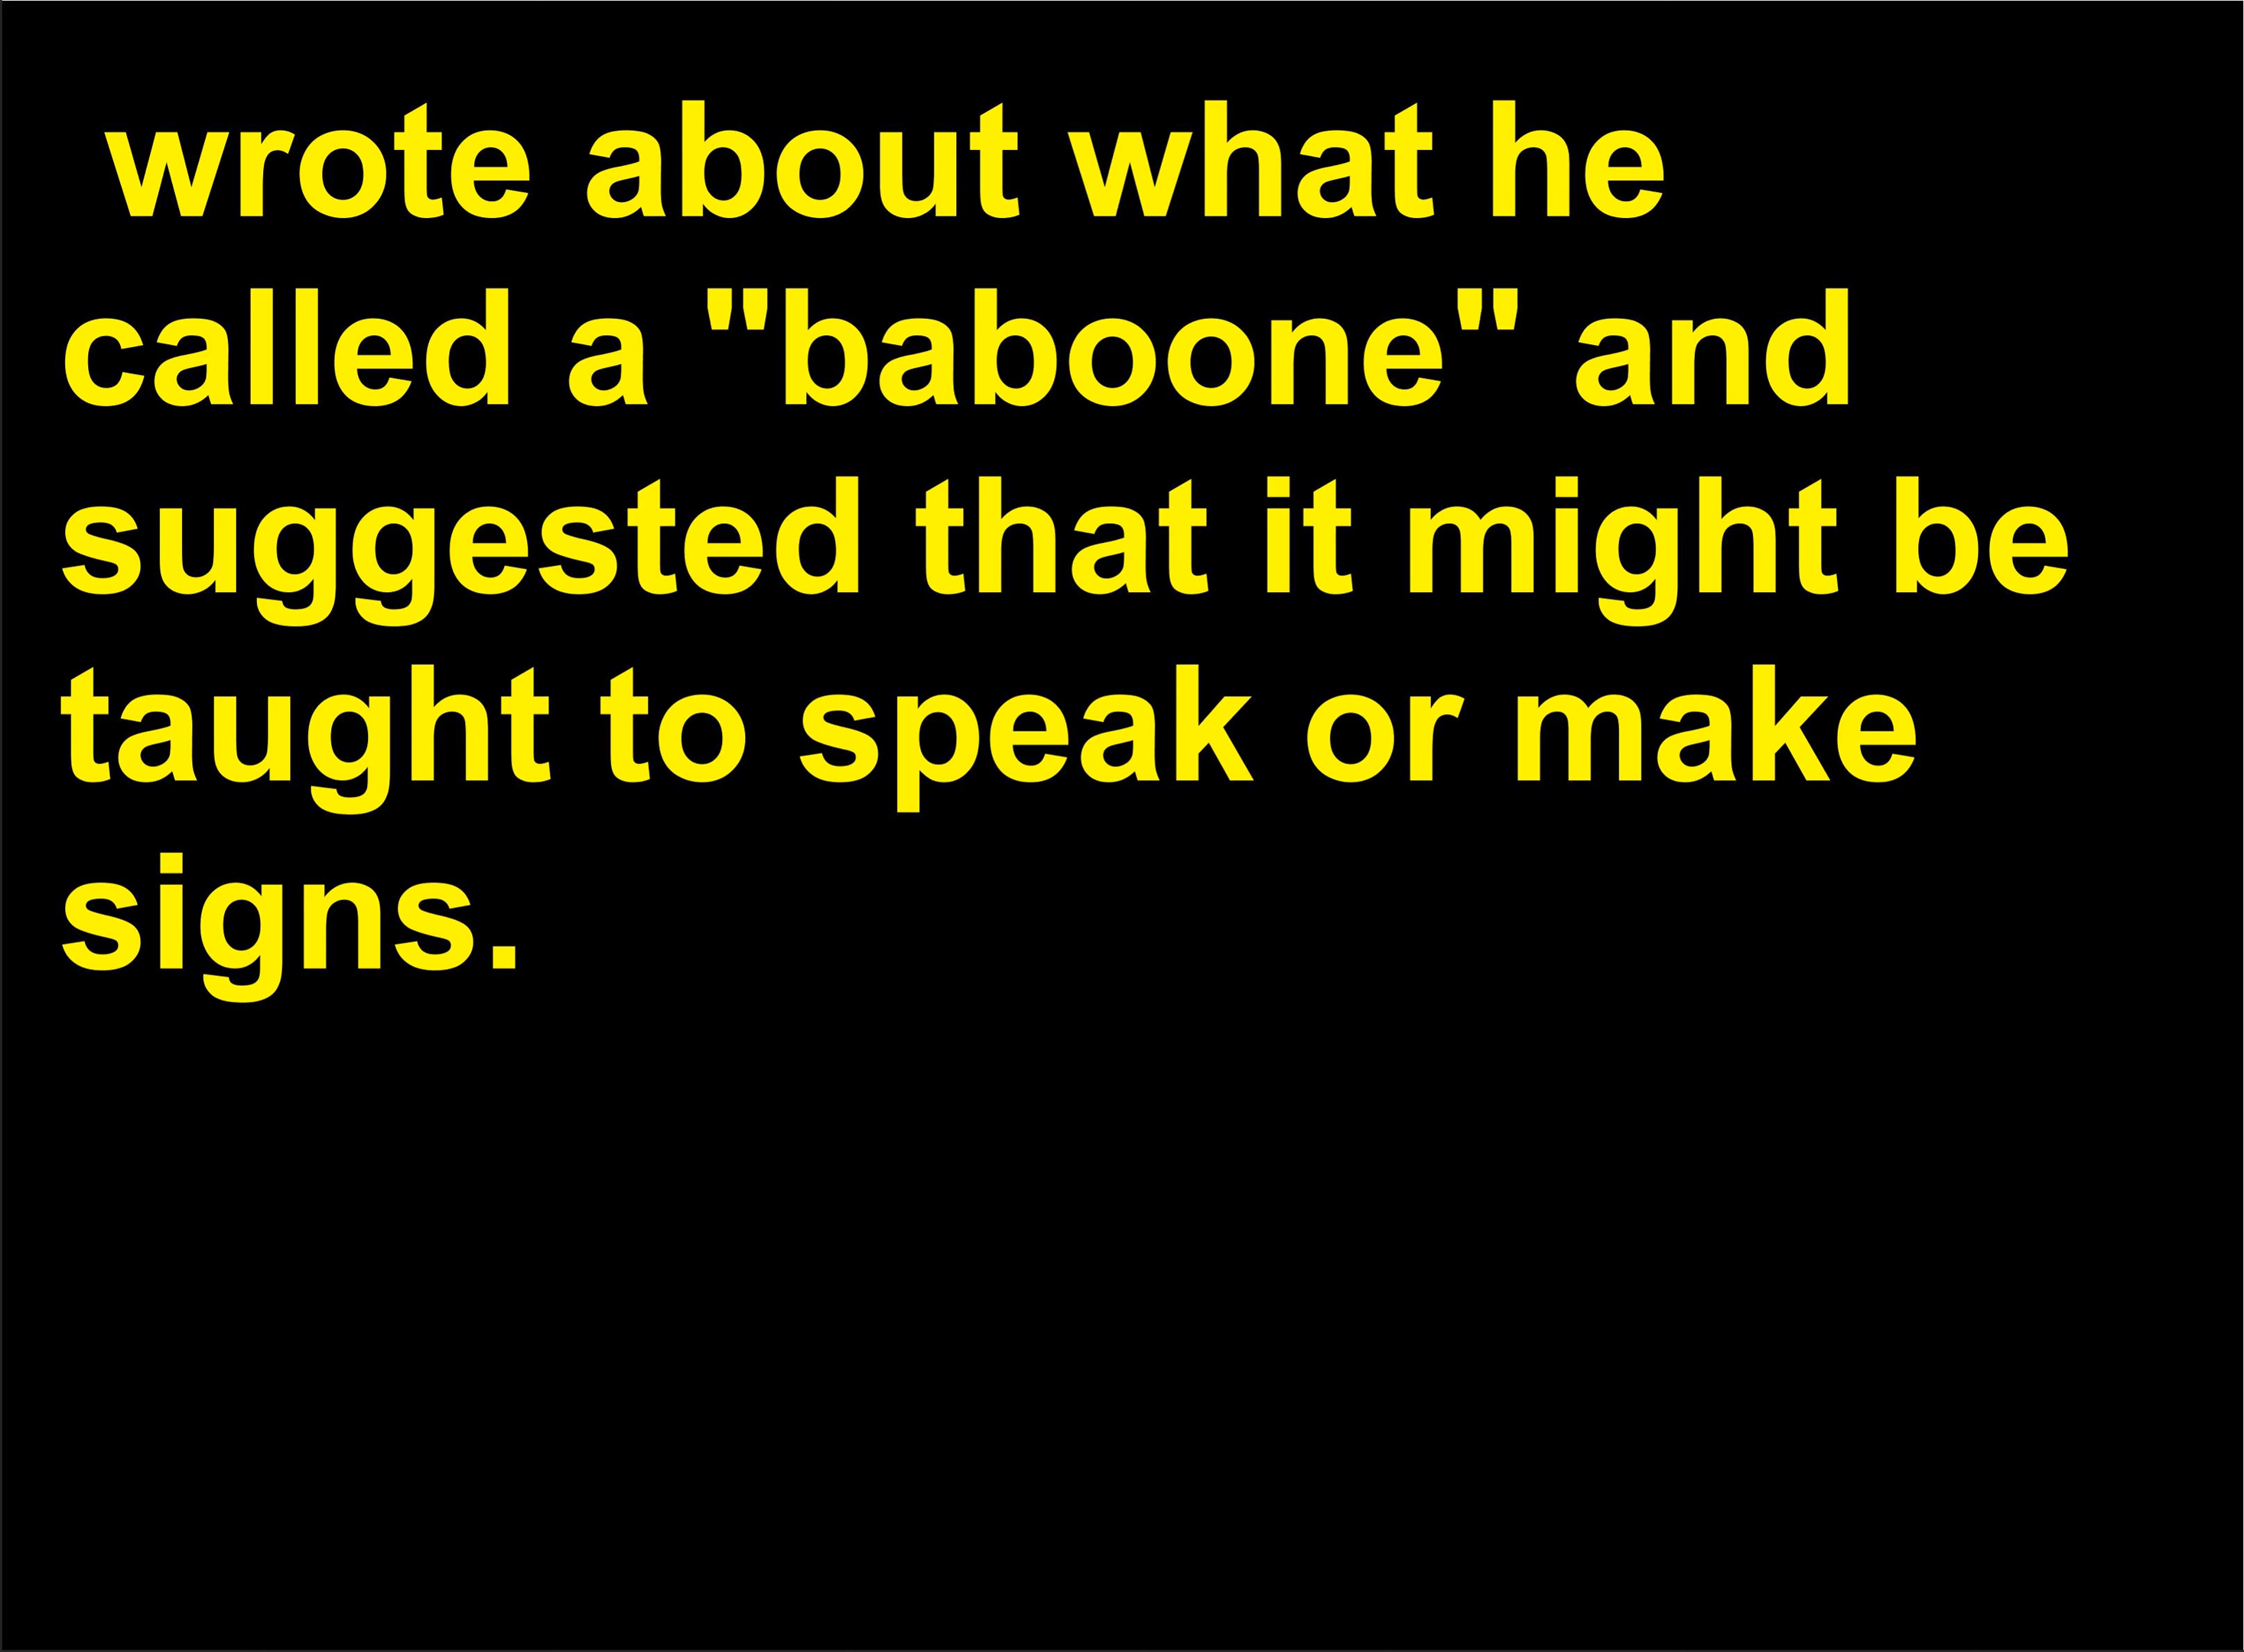 wrote about what he
called a "baboone" and
suggested that it might be
taught to speak or make
signs.